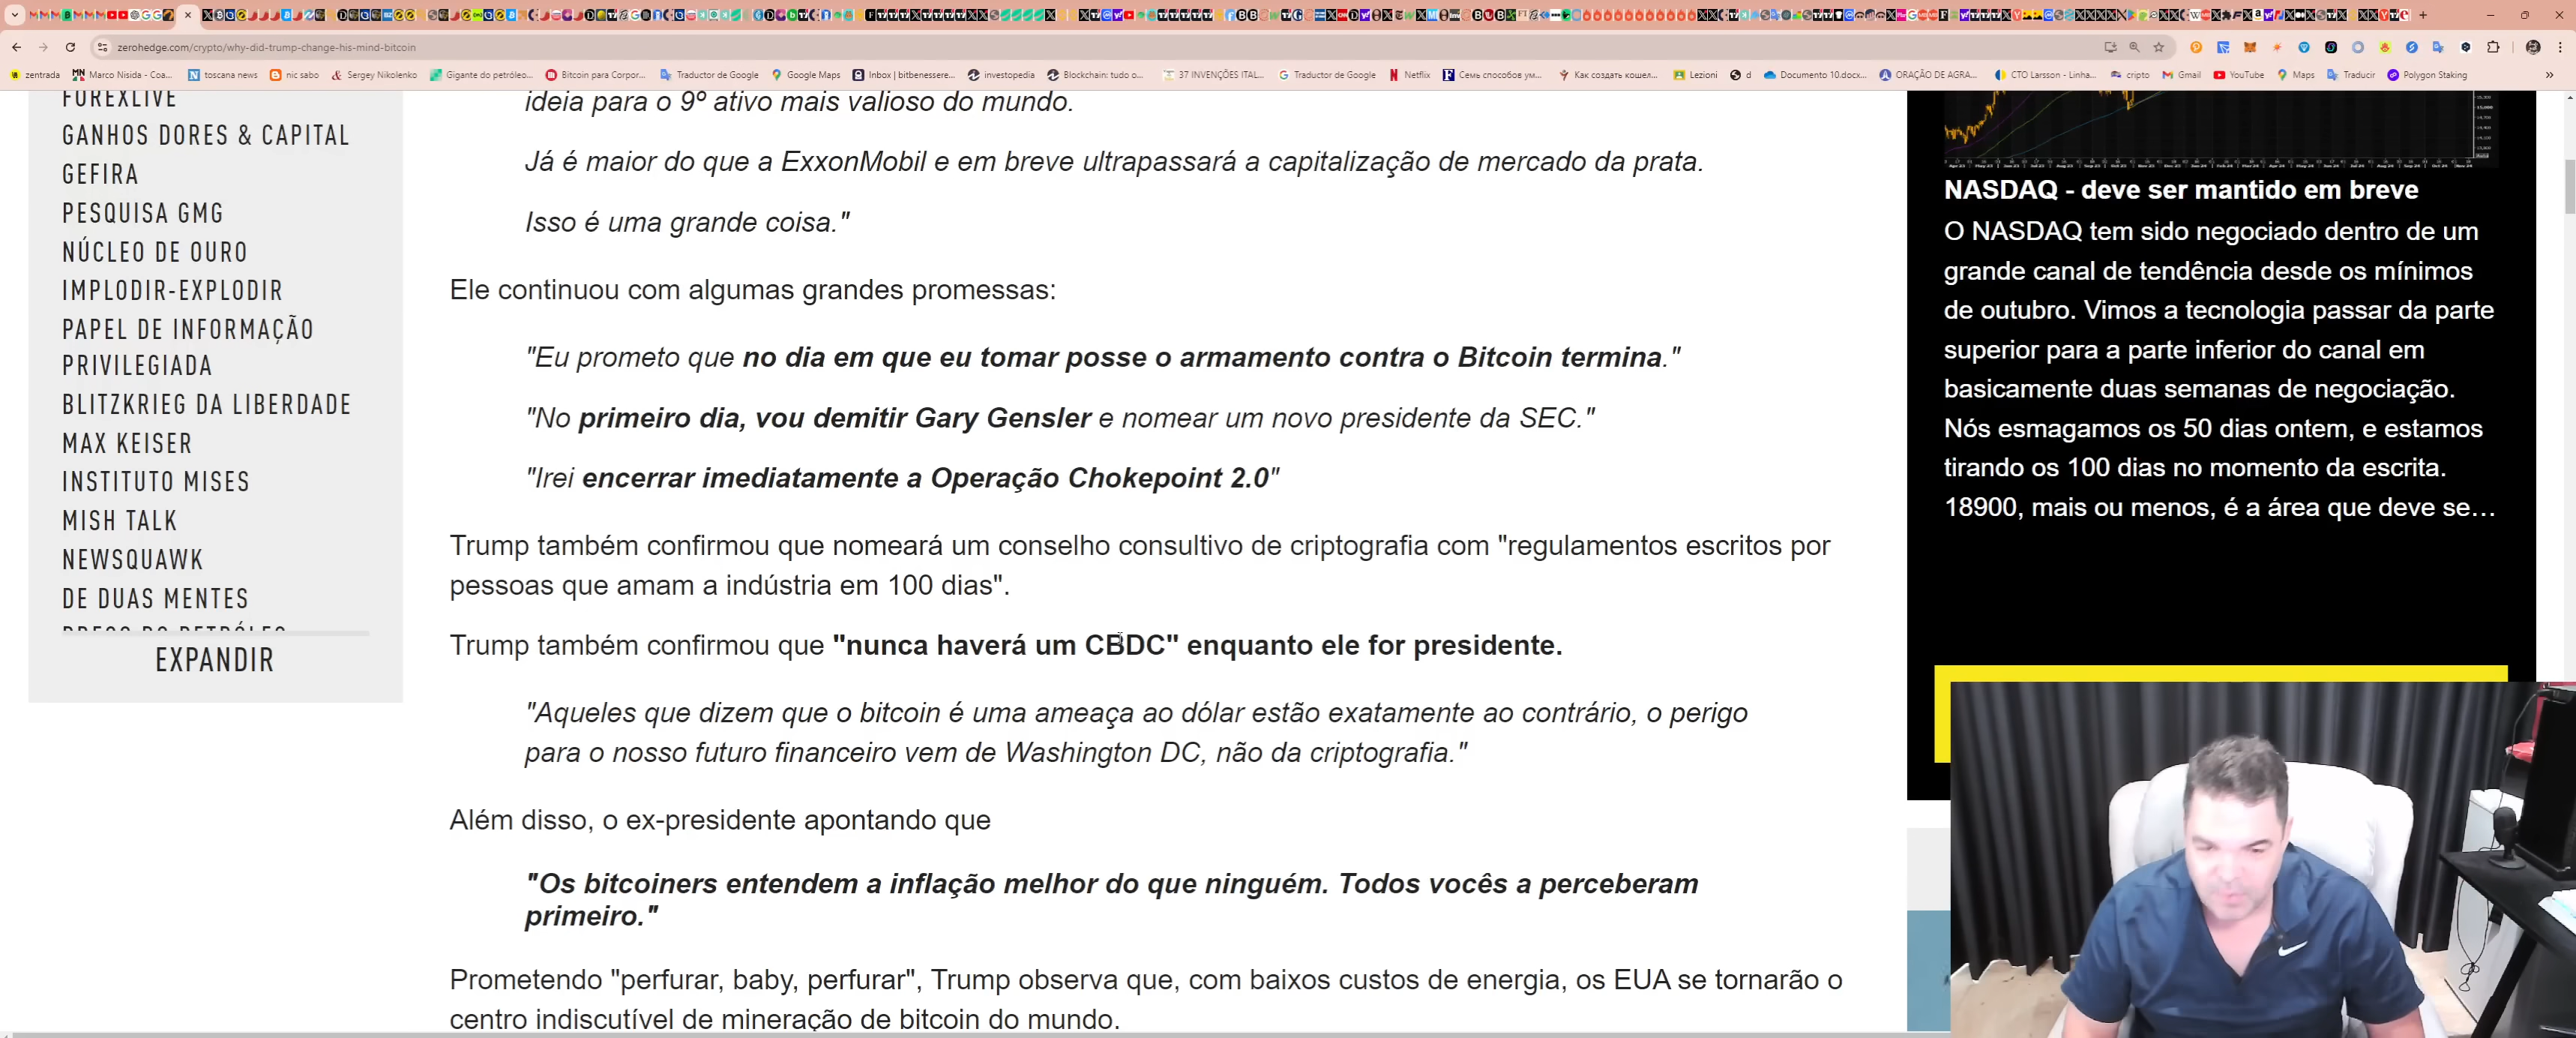 zerohedge.com/crypto/why-did-trump-change-his-mind-bitcoin
zentrada
Marco Nisida - Coa...
toscana news
nic sabo
Sergey Nikolenko
Gigante do petróleo...
Bitcoin para Corpor...
Traductor de Google
Google Maps
Inbox | bitbenessere...
investopedia
Blockchain: tudo o...
37 INVENÇÕES ITAL...
Traductor de Google
Netflix
Семь способов ум...
Как создать кошел...
Lezioni
d
Documento 10.docx...
ORAÇÃO DE AGRA...
CTO Larsson - Linha...
cripto
Gmail
YouTube
Maps
Traducir
Polygon Staking
FOREXLIVE
GANHOS DORES & CAPITAL
GEFIRA
PESQUISA GMG
NÚCLEO DE OURO
IMPLODIR-EXPLODIR
PAPEL DE INFORMAÇÃO
PRIVILEGIADA
BLITZKRIEG DA LIBERDADE
MAX KEISER
INSTITUTO MISES
MISH TALK
NEWSQUAWK
DE DUAS MENTES
EXPANDIR
ideia para o 9º ativo mais valioso do mundo.
Já é maior do que a ExxonMobil e em breve ultrapassará a capitalização de mercado da prata.
Isso é uma grande coisa."
Ele continuou com algumas grandes promessas:
"Eu prometo que no dia em que eu tomar posse o armamento contra o Bitcoin termina."
"No primeiro dia, vou demitir Gary Gensler e nomear um novo presidente da SEC."
"Irei encerrar imediatamente a Operação Chokepoint 2.0"
Trump também confirmou que nomeará um conselho consultivo de criptografia com "regulamentos escritos por
pessoas que amam a indústria em 100 dias".
Trump também confirmou que "nunca haverá um CBDC" enquanto ele for presidente.
"Aqueles que dizem que o bitcoin é uma ameaça ao dólar estão exatamente ao contrário, o perigo
para o nosso futuro financeiro vem de Washington DC, não da criptografia."
Além disso, o ex-presidente apontando que
"Os bitcoiners entendem a inflação melhor do que ninguém. Todos vocês a perceberam
primeiro."
Prometendo "perfurar, baby, perfurar", Trump observa que, com baixos custos de energia, os EUA se tornarão o
centro indiscutível de mineração de bitcoin do mundo.
NASDAQ - deve ser mantido em breve
O NASDAQ tem sido negociado dentro de um
grande canal de tendência desde os mínimos
de outubro. Vimos a tecnologia passar da parte
superior para a parte inferior do canal em
basicamente duas semanas de negociação.
Nós esmagamos os 50 dias ontem, e estamos
tirando os 100 dias no momento da escrita.
18900, mais ou menos, é a área que deve se...